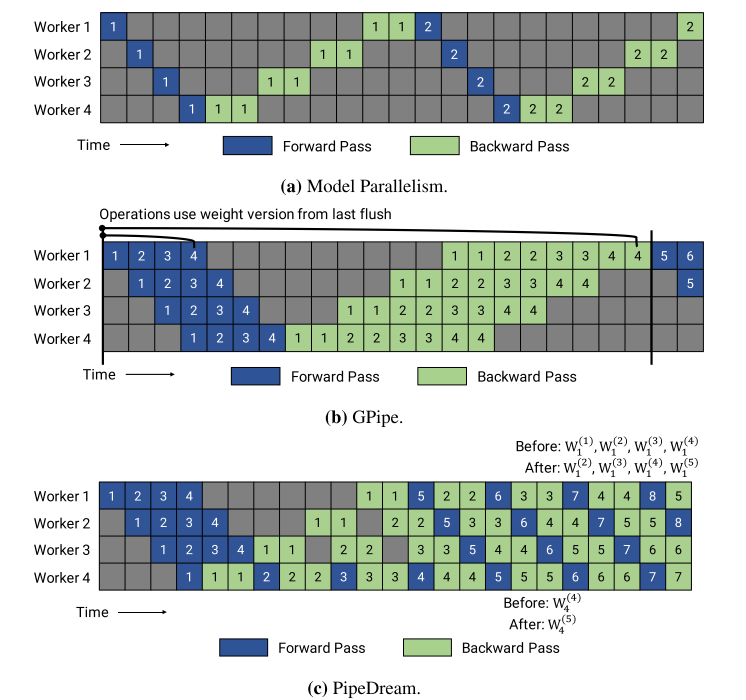 Worker 1 1 1 1 2 2
Worker 2 1 1 1 2 2 2
Worker 3 1 1 1 2 2 2
Worker 4 1 1 1 2 2 2
Time Forward Pass Backward Pass
(a) Model Parallelism.
Operations use weight version from last flush
Worker 1 1 2 3 4 1 1 2 2 3 3 4 4 5 6
Worker 2 1 2 3 4 1 1 2 2 3 3 4 4 5
Worker 3 1 2 3 4 1 1 2 2 3 3 4 4
Worker 4 1 2 3 4 1 1 2 2 3 3 4 4
Time Forward Pass Backward Pass
(b) GPipe.
Before: W₁⁽¹⁾, W₁⁽²⁾, W₁⁽³⁾, W₁⁽⁴⁾
After: W₁⁽²⁾, W₁⁽³⁾, W₁⁽⁴⁾, W₁⁽⁵⁾
Worker 1 1 2 3 4 1 1 5 2 2 6 3 3 7 4 4 8 5
Worker 2 1 2 3 4 1 1 2 2 5 3 3 6 4 4 7 5 5 8
Worker 3 1 2 3 4 1 1 2 2 3 3 5 4 4 6 5 5 7 6 6
Worker 4 1 1 1 2 2 2 3 3 3 4 4 4 5 5 5 6 6 6 7 7
Before: W₄⁽⁴⁾
Time
After: W₄⁽⁵⁾
Forward Pass Backward Pass
(c) PipeDream.